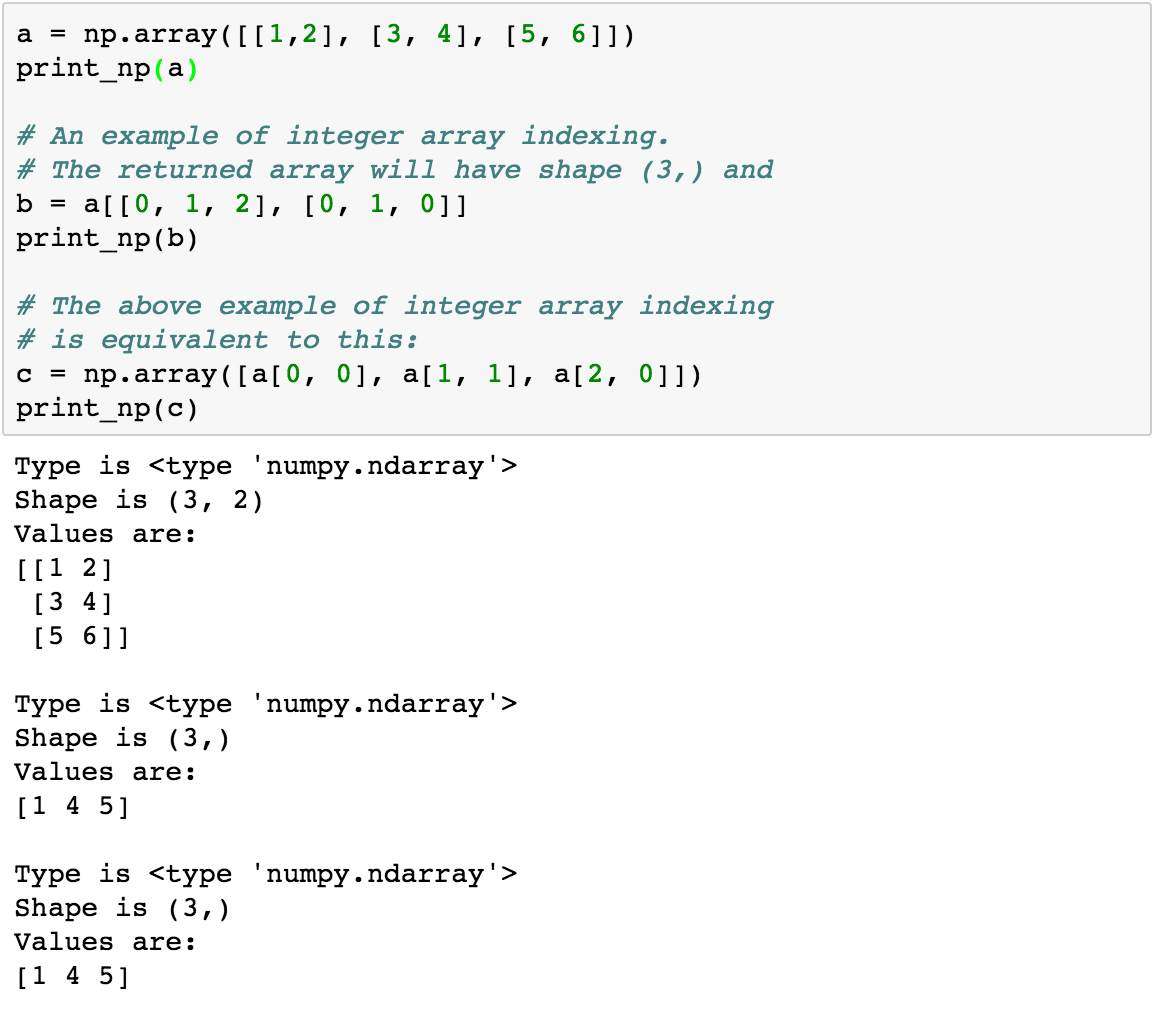 a = np.array([[1,2], [3, 4], [5, 6]])
print_np(a)
# An example of integer array indexing.
# The returned array will have shape (3,) and
b = a[[0, 1, 2], [0, 1, 0]]
print_np(b)
# The above example of integer array indexing
# is equivalent to this:
c = np.array([a[0, 0], a[1, 1], a[2, 0]])
print_np(c)
Type is <type 'numpy.ndarray'>
Shape is (3, 2)
Values are:
[[1 2]
 [3 4]
 [5 6]]
Type is <type 'numpy.ndarray'>
Shape is (3,)
Values are:
[1 4 5]
Type is <type 'numpy.ndarray'>
Shape is (3,)
Values are:
[1 4 5]